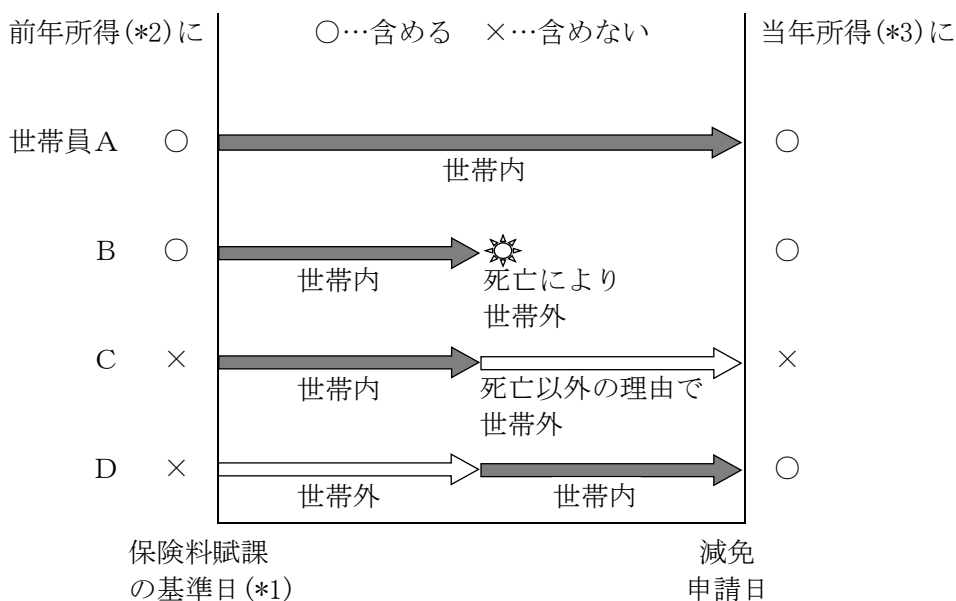 前年所得(*2)に ○…含める ×…含めない 当年所得(*3)に
世帯員A ○ ○
世帯内
B ○ ○
世帯内 死亡により
世帯外
C × ×
世帯内 死亡以外の理由で
世帯外
D × ○
世帯外 世帯内
保険料賦課 減免
の基準日(*1) 申請日